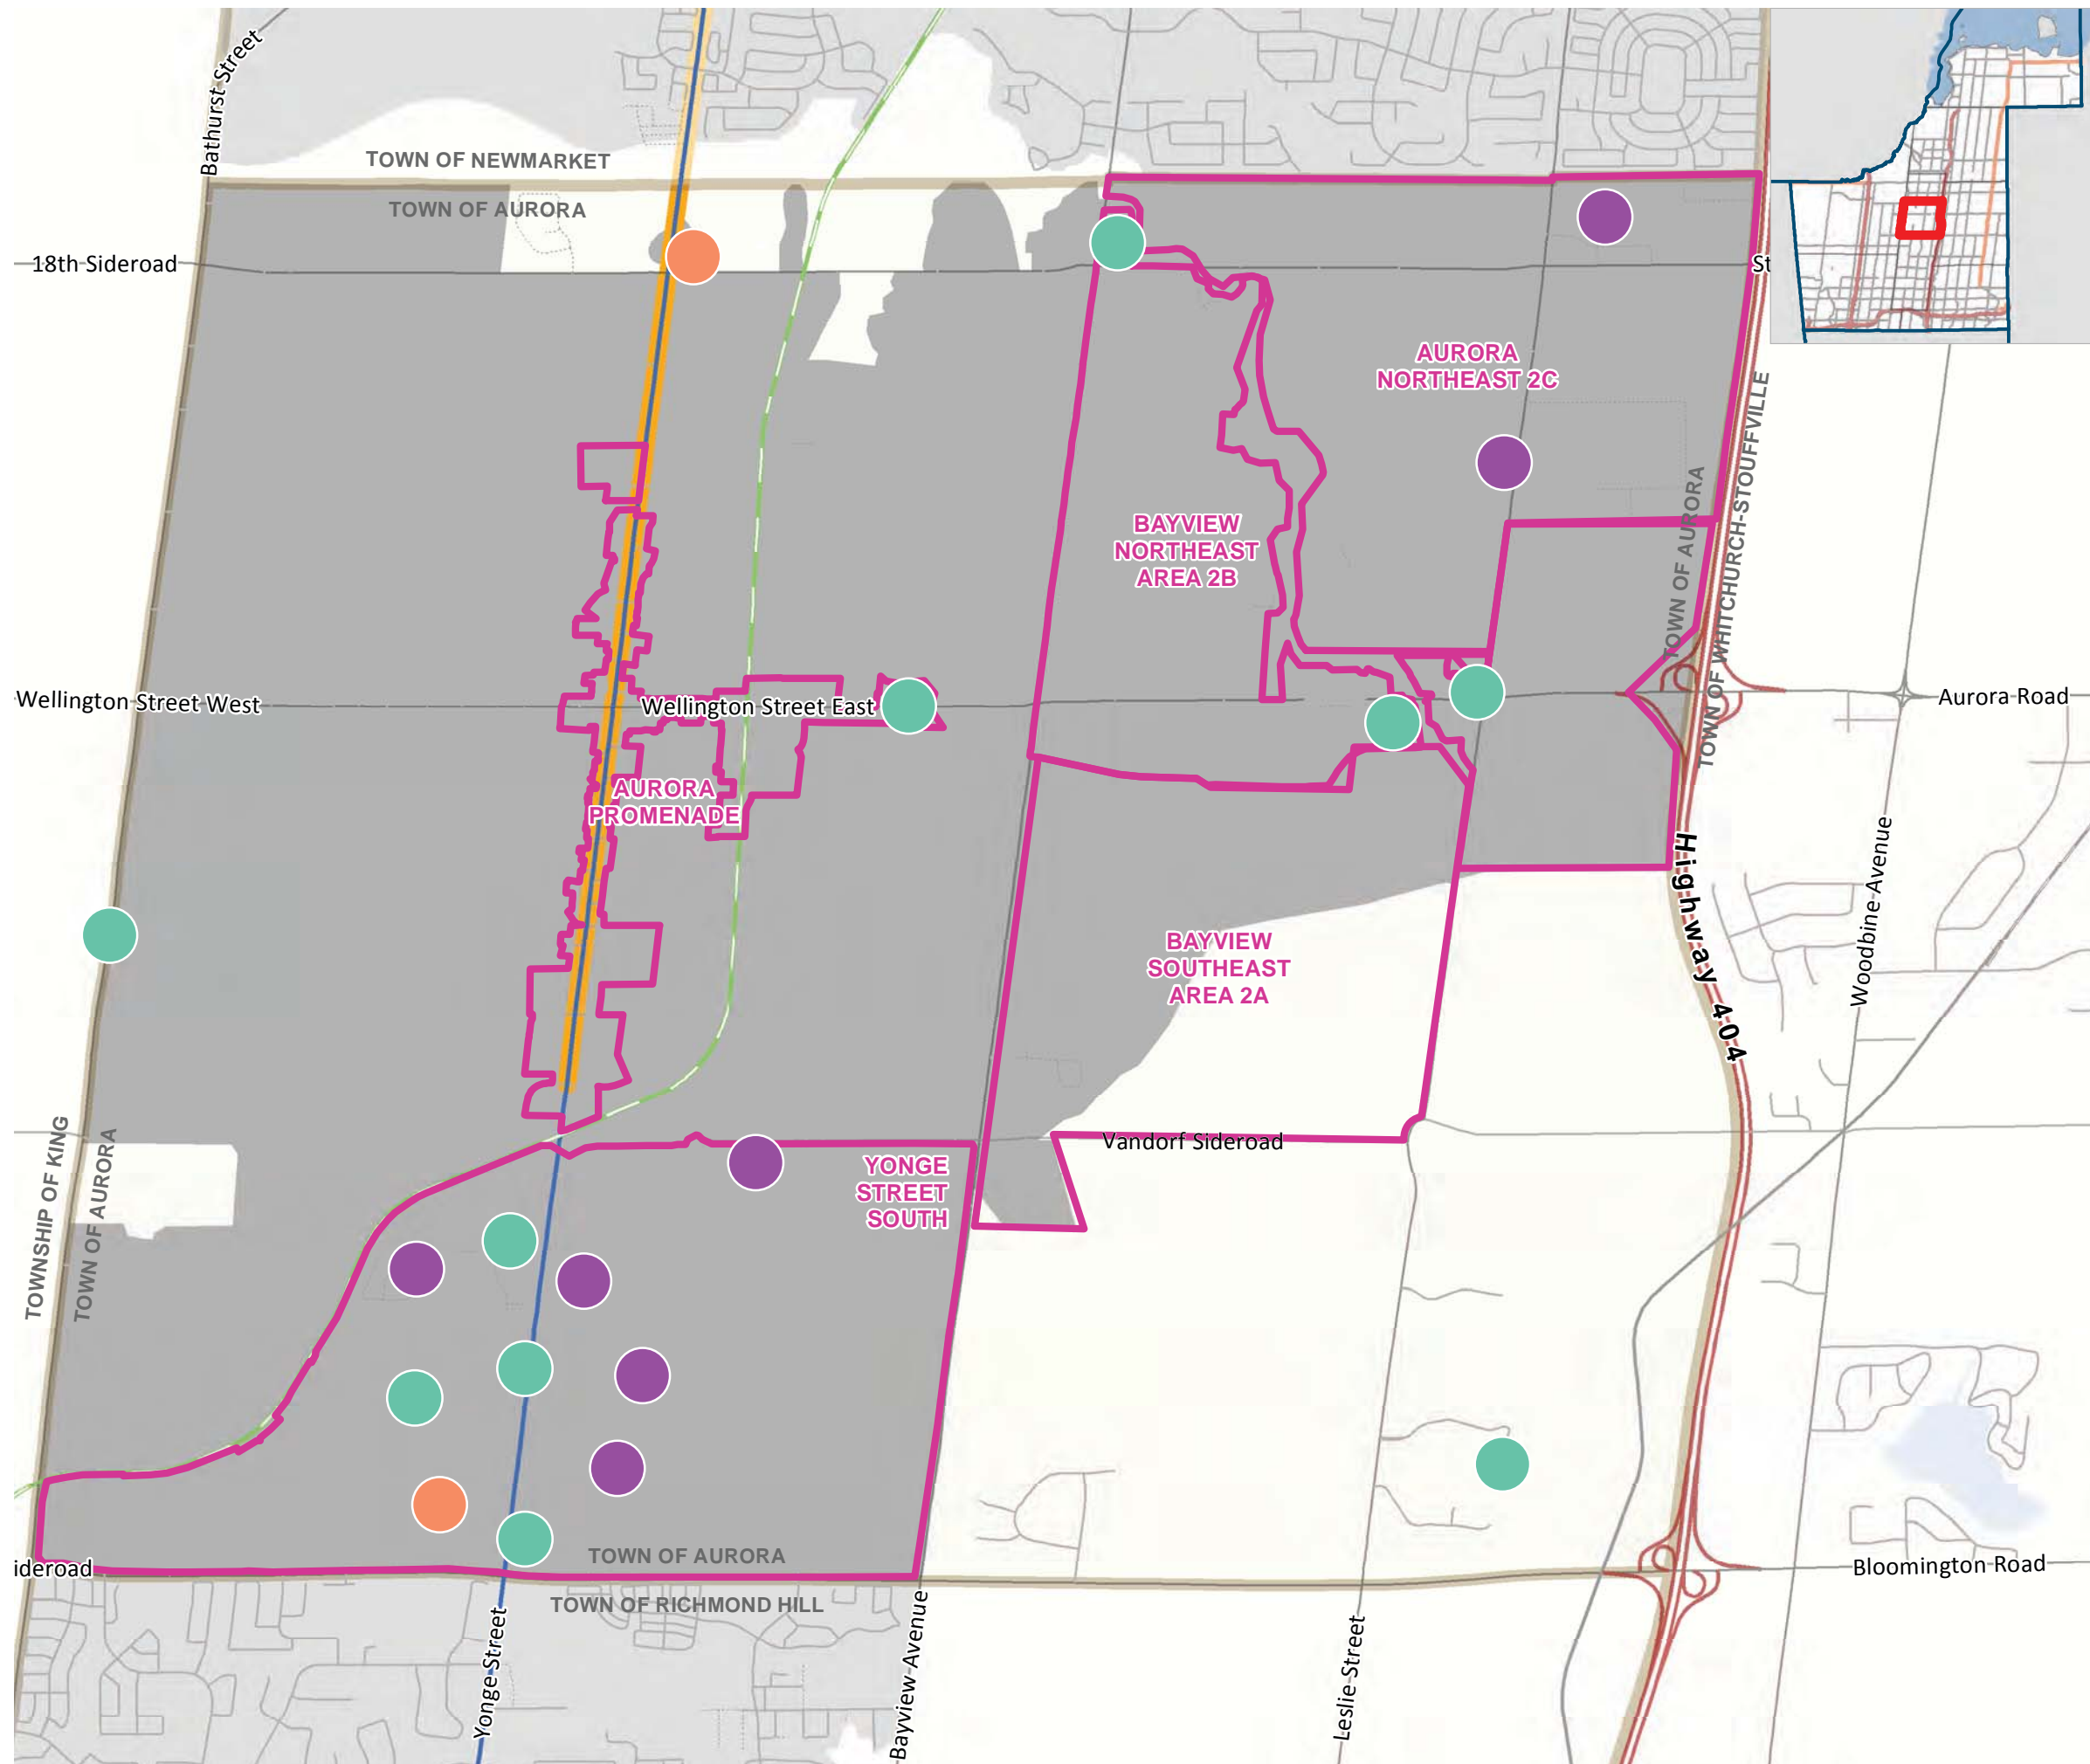 Bathurst Street
TOWN OF NEWMARKET
TOWN OF AURORA
18th Sideroad
St
AURORA
NORTHEAST 2C
BAYVIEW
NORTHEAST
AREA 2B
TOWN OF AURORA
TOWN OF WHITCHURCH-STOUFFVILLE
Wellington Street West
Wellington Street East
Aurora Road
AURORA
PROMENADE
Highway 404
Woodbine Avenue
BAYVIEW
SOUTHEAST
AREA 2A
TOWNSHIP OF KING
TOWN OF AURORA
Vandorf Sideroad
YONGE
STREET
SOUTH
ideroad
TOWN OF AURORA
Bloomington Road
TOWN OF RICHMOND HILL
Yonge Street
Bayview Avenue
Leslie Street